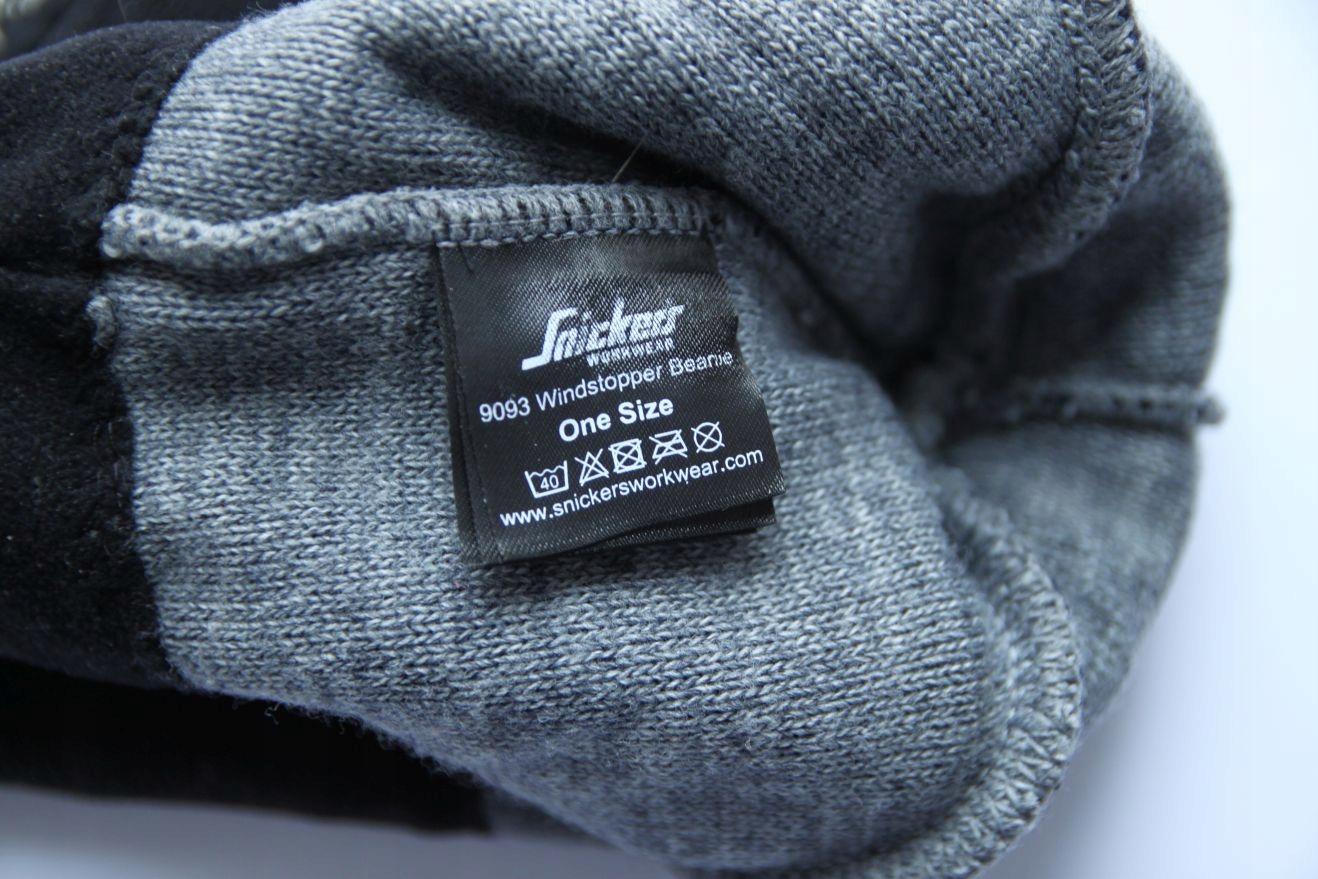 Snickers
WORKWEAR
9093 Windstopper Beanie
One Size
40
www.snickersworkwear.com